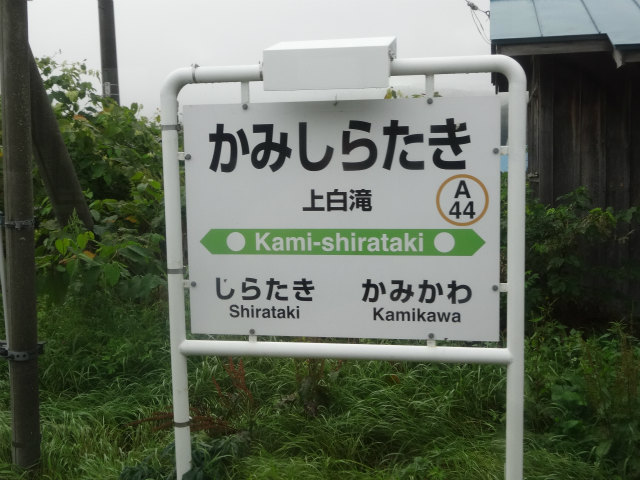 かみしらたき
上白滝
A
44
Kami-shirataki
しらたき かみかわ
Shirataki Kamikawa